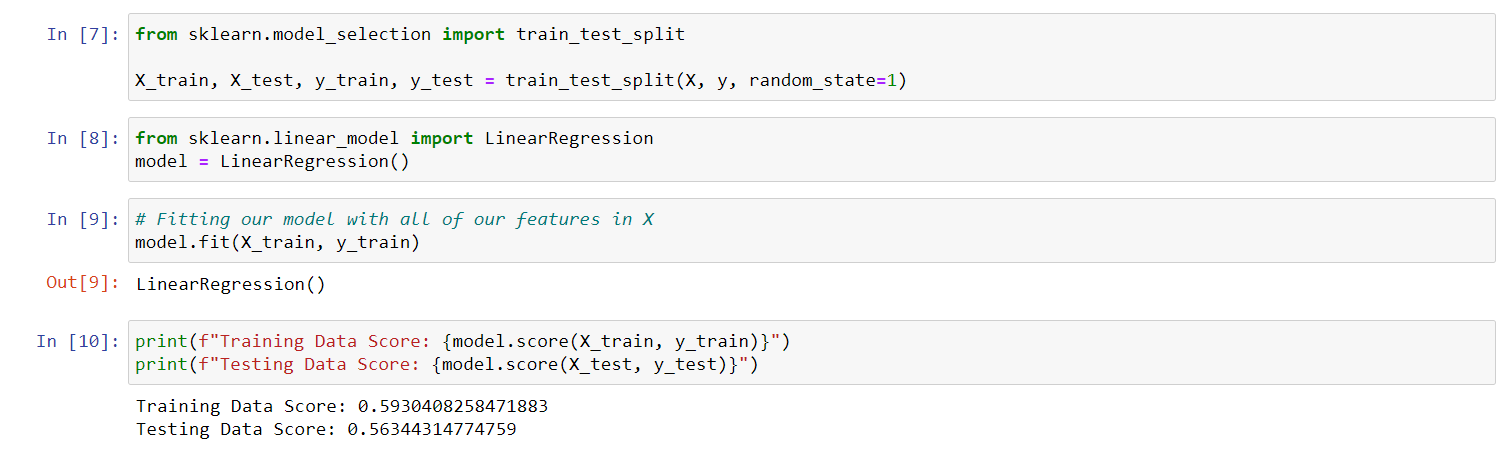 In [7]: from sklearn.model_selection import train_test_split
X_train, X_test, y_train, y_test = train_test_split(X, y, random_state=1)
In [8]: from sklearn.linear_model import LinearRegression
model = LinearRegression()
In [9]: # Fitting our model with all of our features in X
model.fit(X_train, y_train)
Out[9]: LinearRegression()
In [10]: print(f"Training Data Score: {model.score(X_train, y_train)}")
print(f"Testing Data Score: {model.score(X_test, y_test)}")
Training Data Score: 0.5930408258471883
Testing Data Score: 0.56344314774759